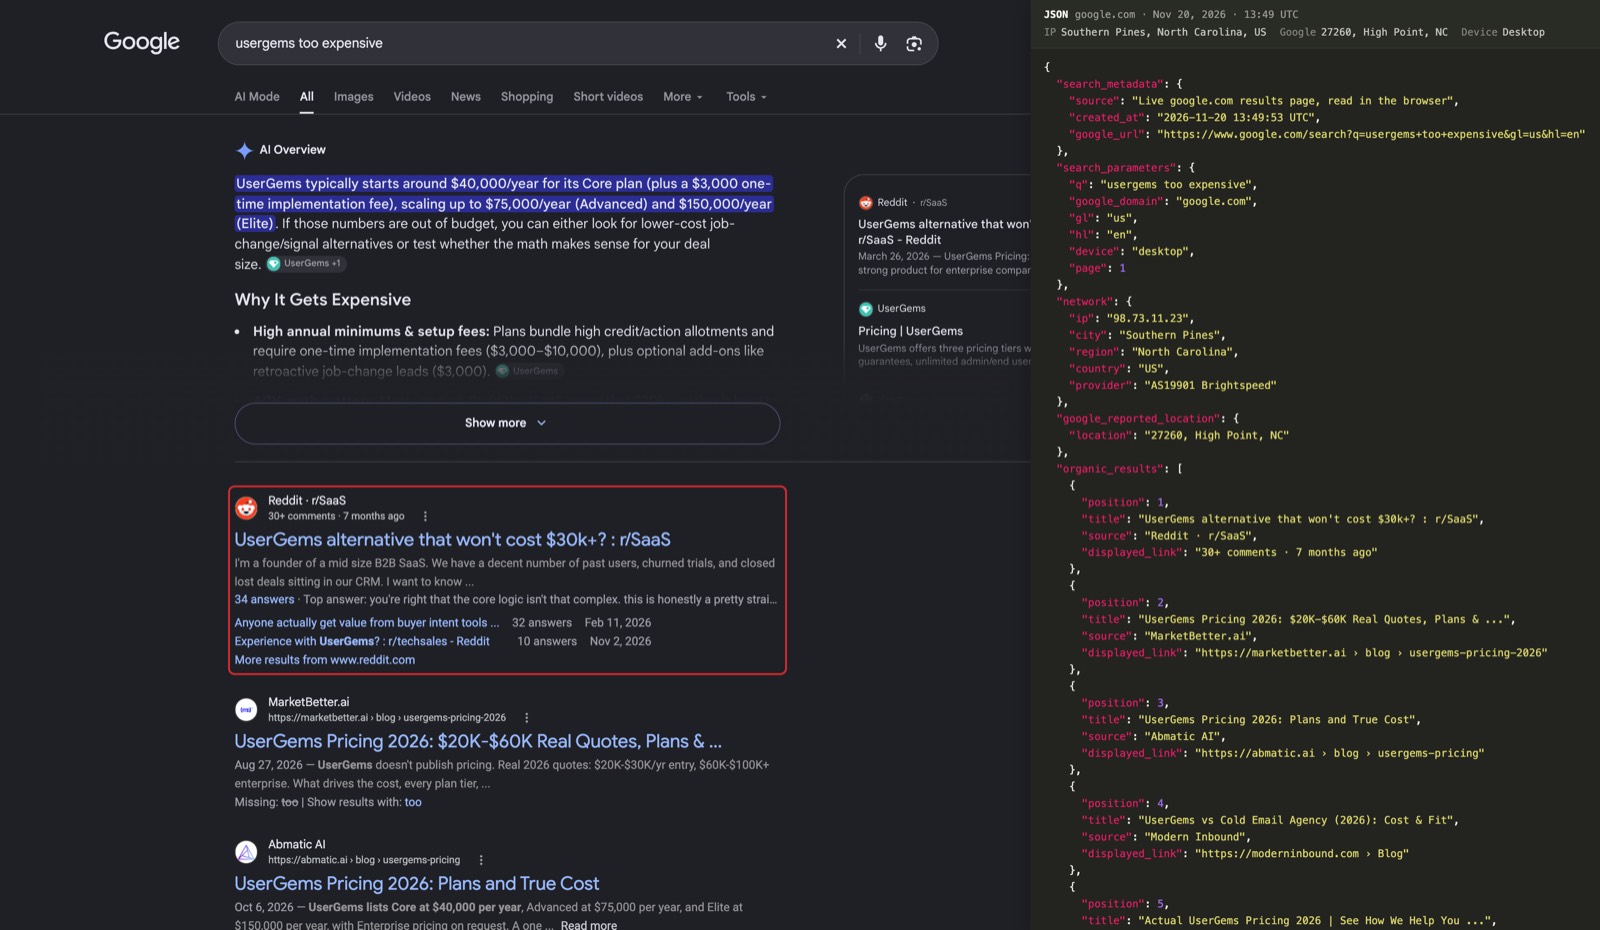 Google
usergems too expensive
AI Mode All Images Videos News Shopping Short videos More Tools
AI Overview
UserGems typically starts around $40,000/year for its Core plan (plus a $3,000 one-
time implementation fee), scaling up to $75,000/year (Advanced) and $150,000/year
(Elite). If those numbers are out of budget, you can either look for lower-cost job-
change/signal alternatives or test whether the math makes sense for your deal
size. UserGems +1
Why It Gets Expensive
• High annual minimums & setup fees: Plans bundle high credit/action allotments and
require one-time implementation fees ($3,000–$10,000), plus optional add-ons like
retroactive job-change leads ($3,000). UserGems
Show more
Reddit · r/SaaS
UserGems alternative that won'
r/SaaS - Reddit
March 26, 2026 — UserGems Pricing:
strong product for enterprise compan
UserGems
Pricing | UserGems
UserGems offers three pricing tiers w
guarantees, unlimited admin/end user
Reddit · r/SaaS
30+ comments · 7 months ago
UserGems alternative that won't cost $30k+? : r/SaaS
I'm a founder of a mid size B2B SaaS. We have a decent number of past users, churned trials, and closed
lost deals sitting in our CRM. I want to know ...
34 answers · Top answer: you're right that the core logic isn't that complex. this is honestly a pretty strai...
Anyone actually get value from buyer intent tools ... 32 answers Feb 11, 2026
Experience with UserGems? : r/techsales - Reddit 10 answers Nov 2, 2026
More results from www.reddit.com
MarketBetter.ai
https://marketbetter.ai › blog › usergems-pricing-2026
UserGems Pricing 2026: $20K-$60K Real Quotes, Plans & ...
Aug 27, 2026 — UserGems doesn't publish pricing. Real 2026 quotes: $20K-$30K/yr entry, $60K-$100K+
enterprise. What drives the cost, every plan tier, ...
Missing: too | Show results with: too
Abmatic AI
https://abmatic.ai › blog › usergems-pricing
UserGems Pricing 2026: Plans and True Cost
Oct 6, 2026 — UserGems lists Core at $40,000 per year, Advanced at $75,000 per year, and Elite at
$150,000 per year, with Enterprise pricing on request. A one ... Read more
JSON google.com · Nov 20, 2026 · 13:49 UTC
IP Southern Pines, North Carolina, US Google 27260, High Point, NC Device Desktop
{
"search_metadata": {
"source": "Live google.com results page, read in the browser",
"created_at": "2026-11-20 13:49:53 UTC",
"google_url": "https://www.google.com/search?q=usergems+too+expensive&gl=us&hl=en"
},
"search_parameters": {
"q": "usergems too expensive",
"google_domain": "google.com",
"gl": "us",
"hl": "en",
"device": "desktop",
"page": 1
},
"network": {
"ip": "98.73.11.23",
"city": "Southern Pines",
"region": "North Carolina",
"country": "US",
"provider": "AS19901 Brightspeed"
},
"google_reported_location": {
"location": "27260, High Point, NC"
},
"organic_results": [
{
"position": 1,
"title": "UserGems alternative that won't cost $30k+? : r/SaaS",
"source": "Reddit · r/SaaS",
"displayed_link": "30+ comments · 7 months ago"
},
{
"position": 2,
"title": "UserGems Pricing 2026: $20K-$60K Real Quotes, Plans & ...",
"source": "MarketBetter.ai",
"displayed_link": "https://marketbetter.ai › blog › usergems-pricing-2026"
},
{
"position": 3,
"title": "UserGems Pricing 2026: Plans and True Cost",
"source": "Abmatic AI",
"displayed_link": "https://abmatic.ai › blog › usergems-pricing"
},
{
"position": 4,
"title": "UserGems vs Cold Email Agency (2026): Cost & Fit",
"source": "Modern Inbound",
"displayed_link": "https://moderninbound.com › Blog"
},
{
"position": 5,
"title": "Actual UserGems Pricing 2026 | See How We Help You ...",